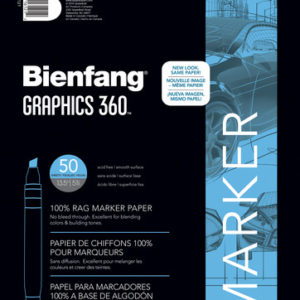 Bienfang®
GRAPHICS 360™
NEW LOOK,
SAME PAPER!
NOUVELLE IMAGE
– MÊME PAPIER!
¡NUEVA IMAGEN,
MISMO PAPEL!
50
acid free / smooth surface
sans acide / surface lisse
ácido libre / superficie lisa
100% RAG MARKER PAPER
No bleed through. Excellent for blending
colors & building tones.
PAPIER DE CHIFFONS 100%
POUR MARQUEURS
Sans diffusion. Excellent pour mélanger les
couleurs et creer des teintes.
PAPEL PARA MARCADORES
100% A BASE DE ALGODÓN
MARKER